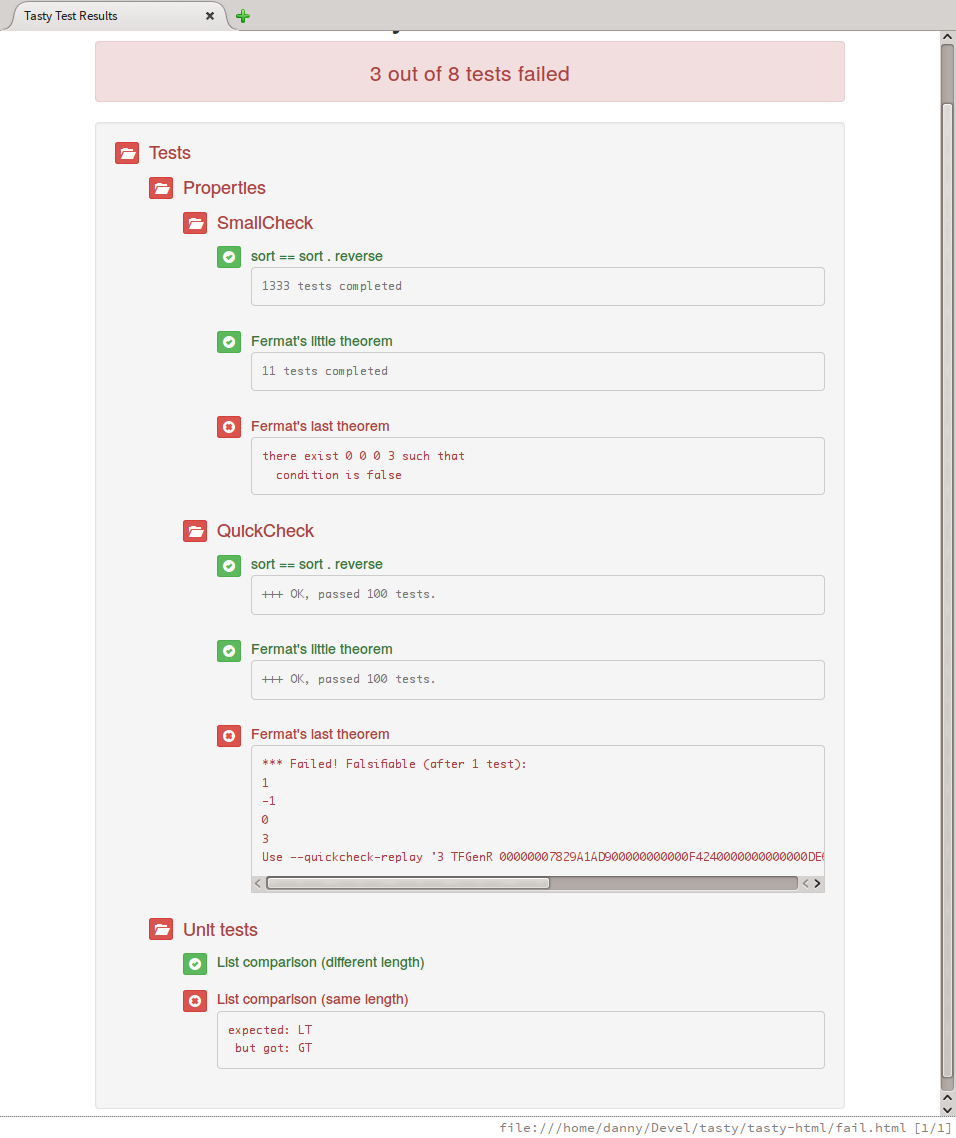 Tasty Test Results
3 out of 8 tests failed
Tests
Properties
SmallCheck
sort == sort . reverse
1333 tests completed
Fermat's little theorem
11 tests completed
Fermat's last theorem
there exist 0 0 0 3 such that
condition is false
QuickCheck
sort == sort . reverse
+++ OK, passed 100 tests.
Fermat's little theorem
+++ OK, passed 100 tests.
Fermat's last theorem
*** Failed! Falsifiable (after 1 test):
1
-1
0
3
Use --quickcheck-replay '3 TFGenR 00000007829A1AD900000000000F4240000000000000DE
Unit tests
List comparison (different length)
List comparison (same length)
expected: LT
but got: GT
file:///home/danny/Devel/tasty/tasty-html/fail.html [1/1]